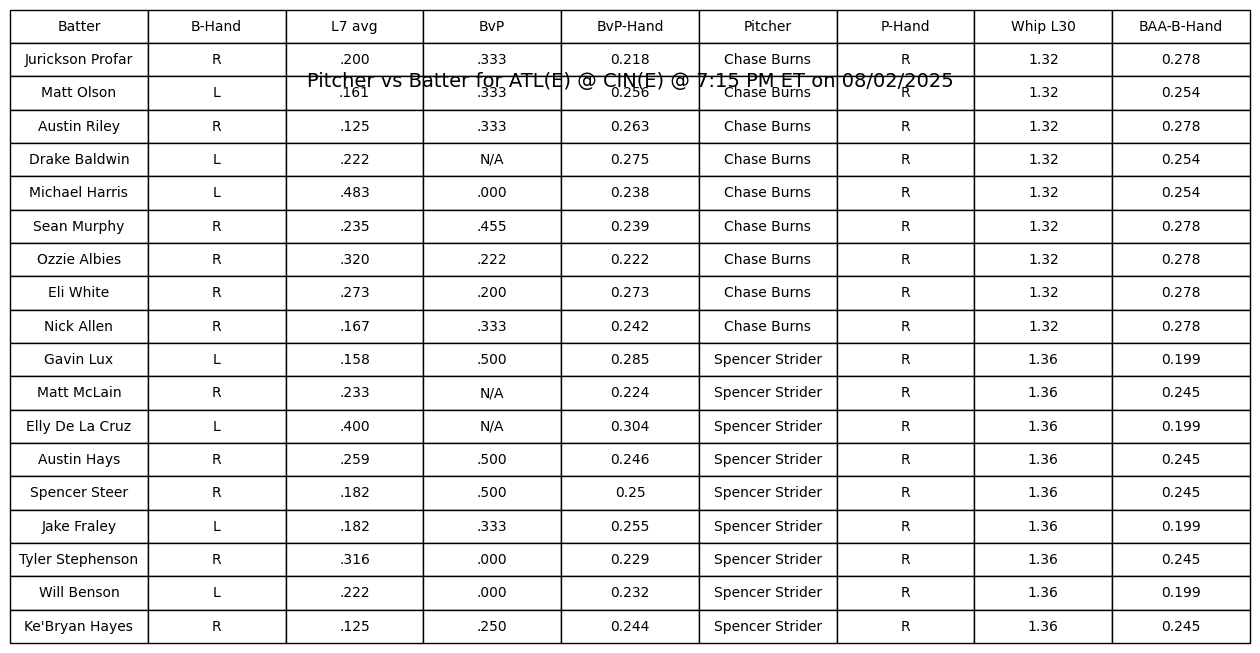 Batter B-Hand L7 avg BvP BvP-Hand Pitcher P-Hand Whip L30 BAA-B-Hand
Jurickson Profar R .200 .333 0.218 Chase Burns R 1.32 0.278
Pitcher vs Batter for ATL(E) @ CIN(E) @ 7:15 PM ET on 08/02/2025
Matt Olson L .161 .333 0.256 Chase Burns R 1.32 0.254
Austin Riley R .125 .333 0.263 Chase Burns R 1.32 0.278
Drake Baldwin L .222 N/A 0.275 Chase Burns R 1.32 0.254
Michael Harris L .483 .000 0.238 Chase Burns R 1.32 0.254
Sean Murphy R .235 .455 0.239 Chase Burns R 1.32 0.278
Ozzie Albies R .320 .222 0.222 Chase Burns R 1.32 0.278
Eli White R .273 .200 0.273 Chase Burns R 1.32 0.278
Nick Allen R .167 .333 0.242 Chase Burns R 1.32 0.278
Gavin Lux L .158 .500 0.285 Spencer Strider R 1.36 0.199
Matt McLain R .233 N/A 0.224 Spencer Strider R 1.36 0.245
Elly De La Cruz L .400 N/A 0.304 Spencer Strider R 1.36 0.199
Austin Hays R .259 .500 0.246 Spencer Strider R 1.36 0.245
Spencer Steer R .182 .500 0.25 Spencer Strider R 1.36 0.245
Jake Fraley L .182 .333 0.255 Spencer Strider R 1.36 0.199
Tyler Stephenson R .316 .000 0.229 Spencer Strider R 1.36 0.245
Will Benson L .222 .000 0.232 Spencer Strider R 1.36 0.199
Ke'Bryan Hayes R .125 .250 0.244 Spencer Strider R 1.36 0.245